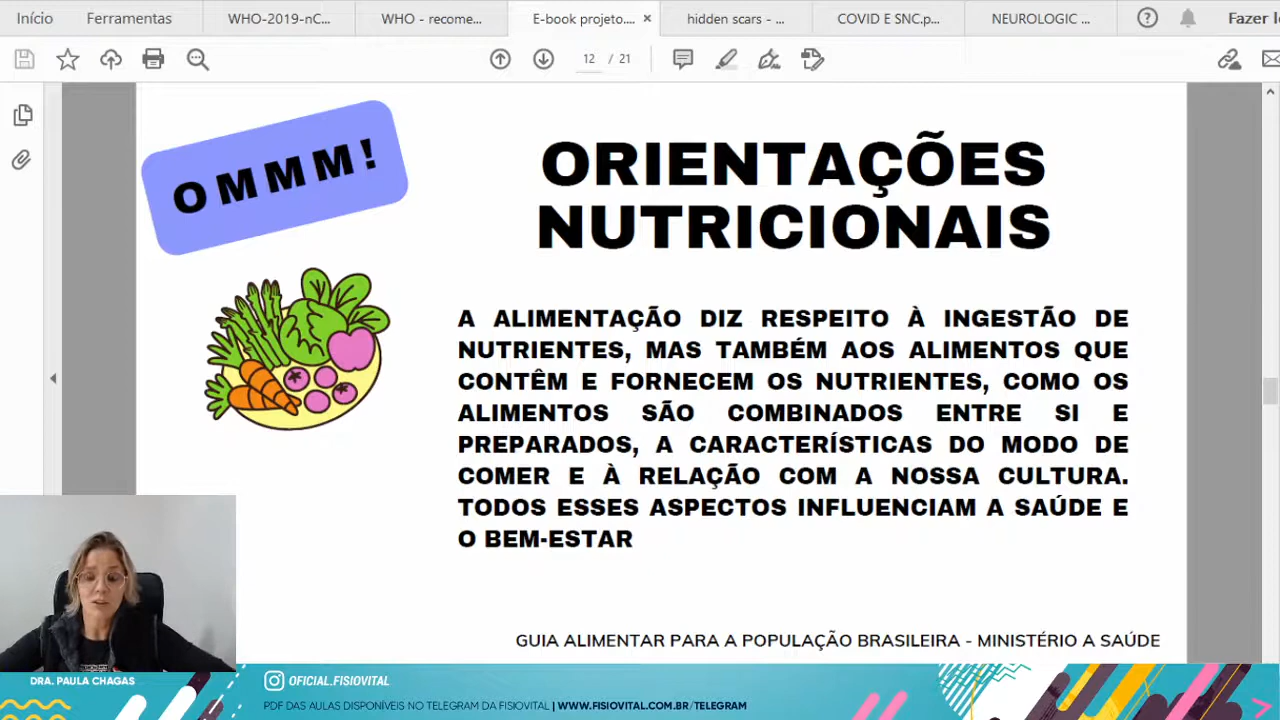 Início
Ferramentas
WHO-2019-nC...
WHO - recome...
E-book projeto....
hidden scars - ...
COVID E SNC.p...
NEUROLOGIC ...
Fazer l
12 / 21
OMMM!
ORIENTAÇÕES
NUTRICIONAIS
A ALIMENTAÇÃO DIZ RESPEITO À INGESTÃO DE
NUTRIENTES, MAS TAMBÉM AOS ALIMENTOS QUE
CONTÊM E FORNECEM OS NUTRIENTES, COMO OS
ALIMENTOS SÃO COMBINADOS ENTRE SI E
PREPARADOS, A CARACTERÍSTICAS DO MODO DE
COMER E À RELAÇÃO COM A NOSSA CULTURA.
TODOS ESSES ASPECTOS INFLUENCIAM A SAÚDE E
O BEM-ESTAR
GUIA ALIMENTAR PARA A POPULAÇÃO BRASILEIRA - MINISTÉRIO A SAÚDE
DRA. PAULA CHAGAS
OFICIAL.FISIOVITAL
PDF DAS AULAS DISPONÍVEIS NO TELEGRAM DA FISIOVITAL | WWW.FISIOVITAL.COM.BR/TELEGRAM